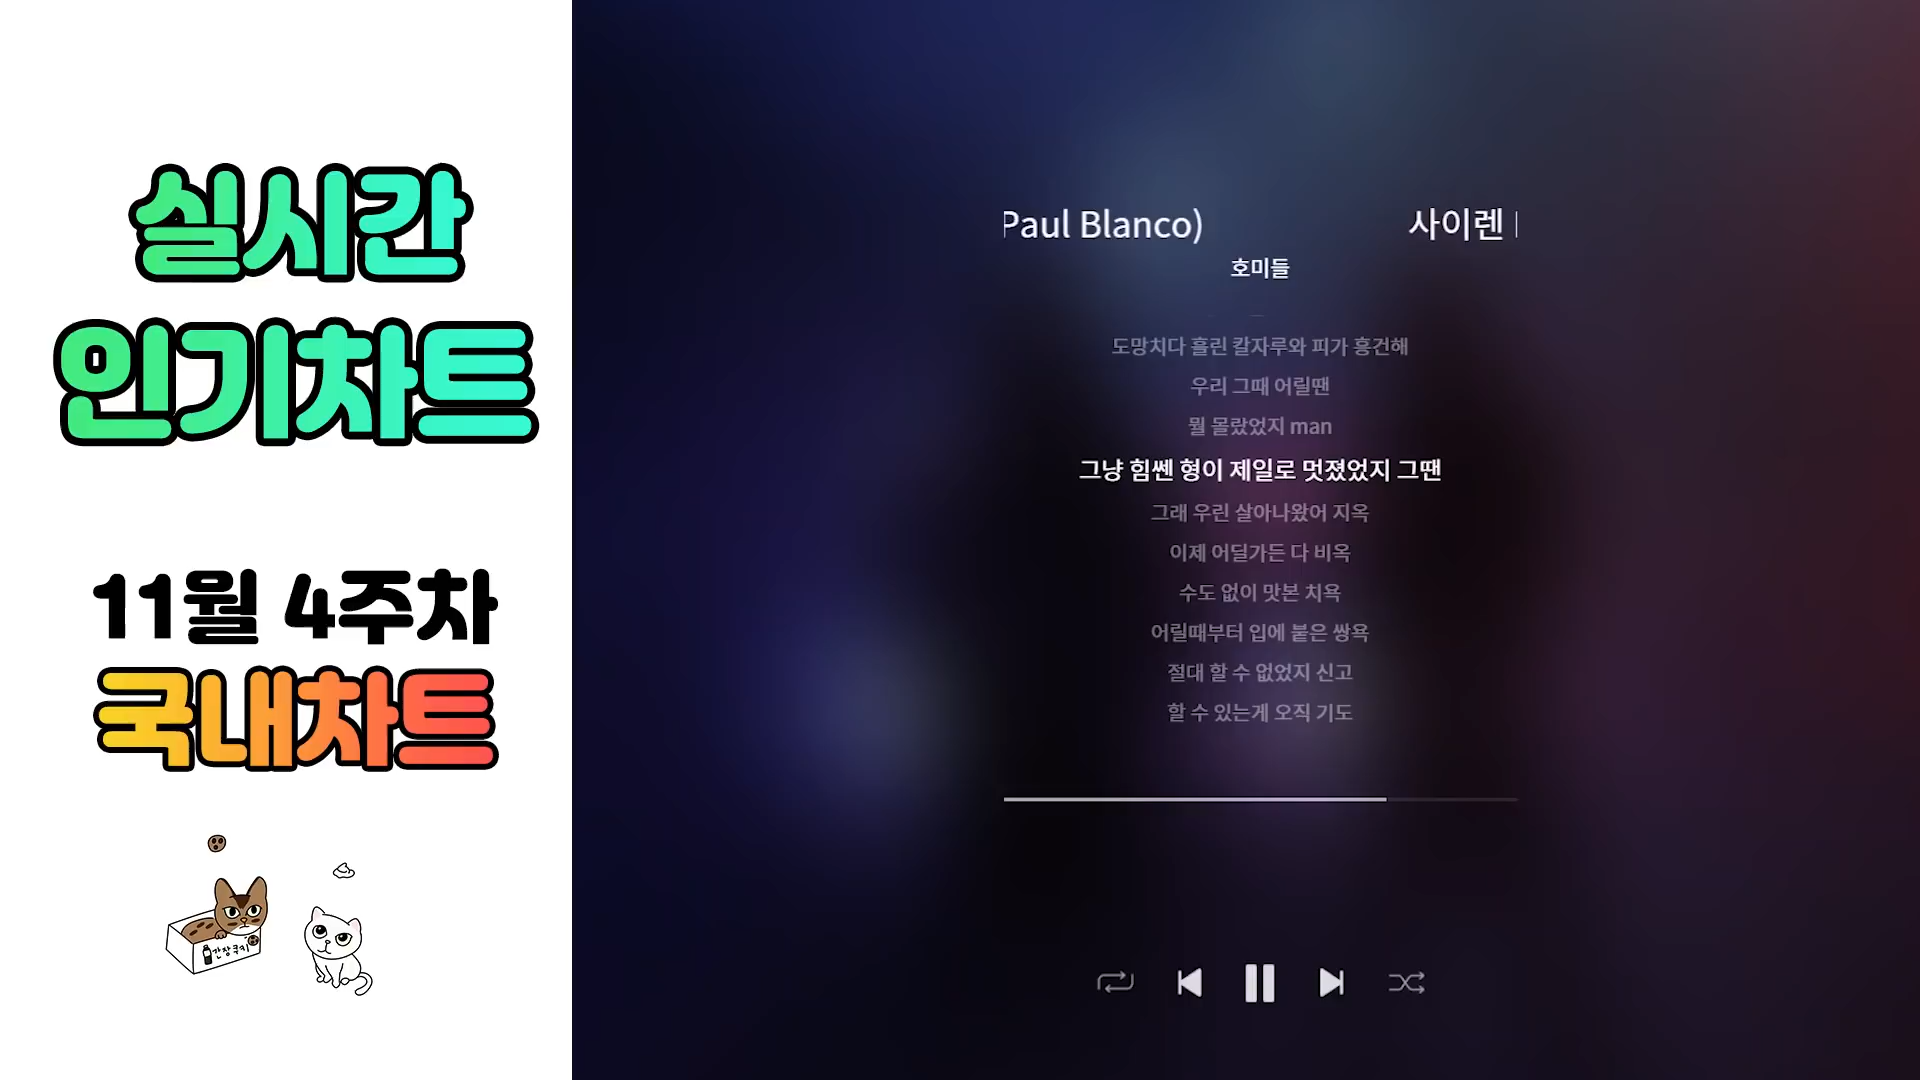 실시간
인기차트
11월 4주차
국내차트
간장쿠키
Paul Blanco)
사이렌
호미들
도망치다 흘린 칼자루와 피가 흥건해
우리 그때 어릴땐
뭘 몰랐었지 man
그냥 힘쎈 형이 제일로 멋졌었지 그땐
그래 우린 살아나왔어 지옥
이제 어딜가든 다 비옥
수도 없이 맛본 치욕
어릴때부터 입에 붙은 쌍욕
절대 할 수 없었지 신고
할 수 있는게 오직 기도